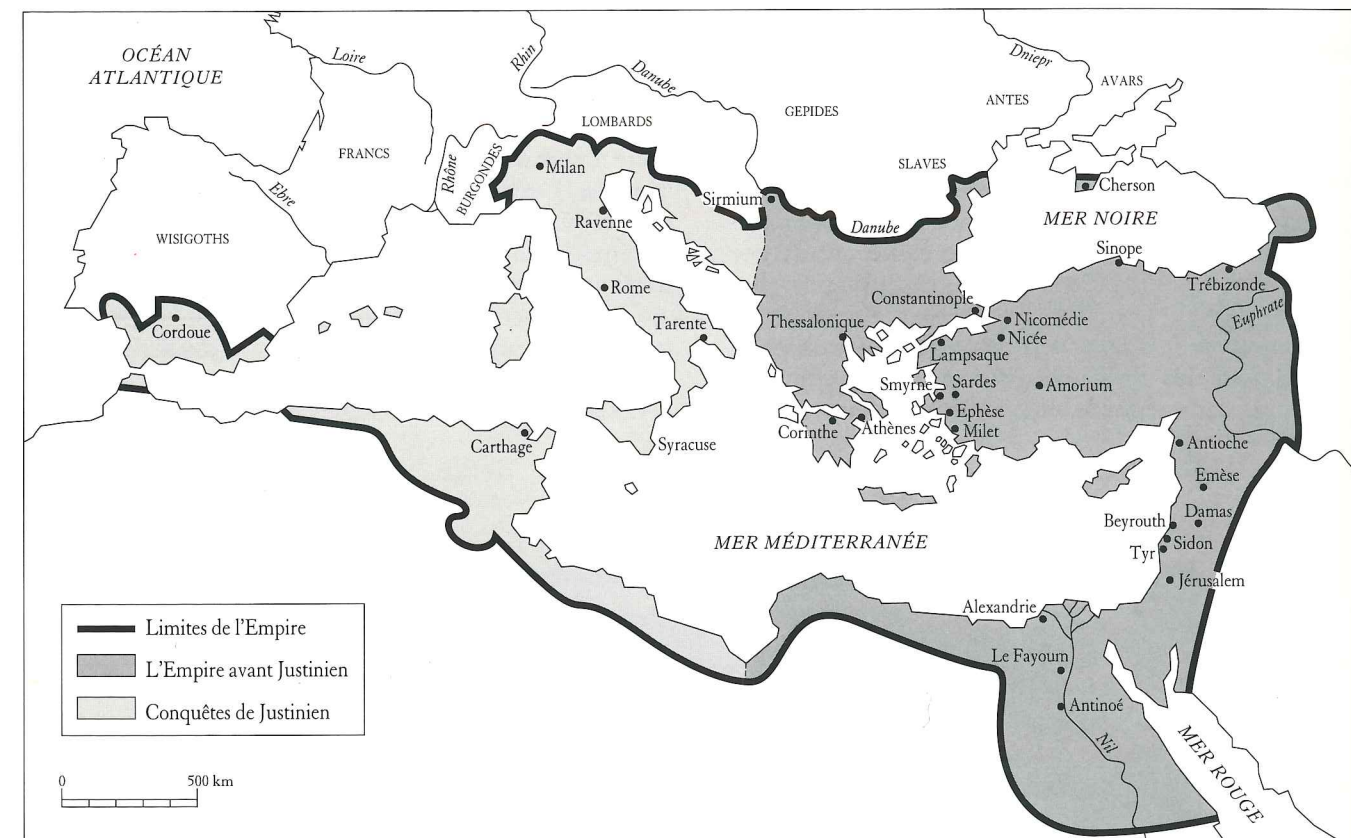 OCÉAN
ATLANTIQUE
Loire
Rhin
Danube
Dniepr
AVARS
ANTES
GEPIDES
LOMBARDS
FRANCS
SLAVES
Rhône
BURGONDES
Milan
Cherson
Ebre
Sirmium
Ravenne
Danube
MER NOIRE
WISIGOTHS
Sinope
Trébizonde
Rome
Constantinople
Euphrate
Cordoue
Tarente
Thessalonique
Nicomédie
Nicée
Lampsaque
Smyrne
Sardes
Amorium
Ephèse
Carthage
Syracuse
Corinthe
Athènes
Milet
Antioche
Emèse
Beyrouth
Damas
MER MÉDITERRANÉE
Sidon
Tyr
Jérusalem
Alexandrie
Le Fayoum
Antinoé
Nil
MER ROUGE
Limites de l'Empire
L'Empire avant Justinien
Conquêtes de Justinien
0 500 km